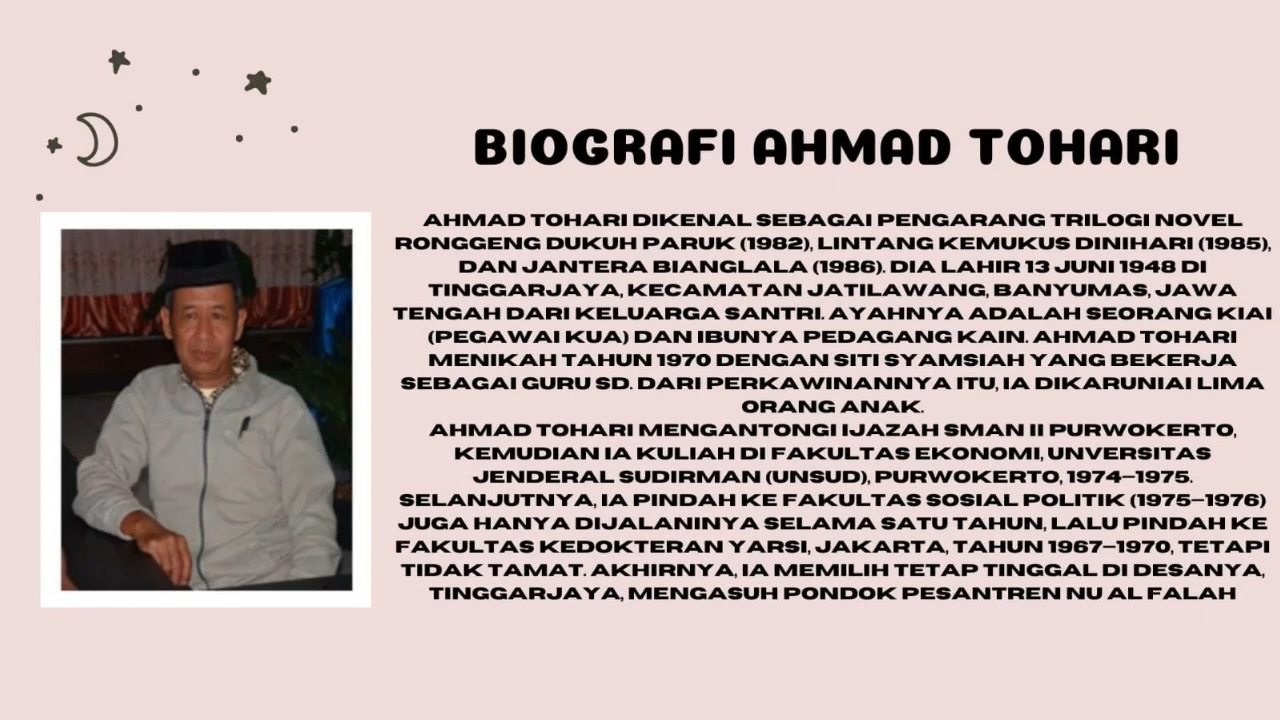 BIOGRAFI AHMAD TOHARI
AHMAD TOHARI DIKENAL SEBAGAI PENGARANG TRILOGI NOVEL
RONGGENG DUKUH PARUK (1982), LINTANG KEMUKUS DINIHARI (1985),
DAN JANTERA BIANGLALA (1986). DIA LAHIR 13 JUNI 1948 DI
TINGGARJAYA, KECAMATAN JATILAWANG, BANYUMAS, JAWA
TENGAH DARI KELUARGA SANTRI. AYAHNYA ADALAH SEORANG KIAI
(PEGAWAI KUA) DAN IBUNYA PEDAGANG KAIN. AHMAD TOHARI
MENIKAH TAHUN 1970 DENGAN SITI SYAMSIAH YANG BEKERJA
SEBAGAI GURU SD. DARI PERKAWINANNYA ITU, IA DIKARUNIAI LIMA
ORANG ANAK.
AHMAD TOHARI MENGANTONGI IJAZAH SMAN II PURWOKERTO,
KEMUDIAN IA KULIAH DI FAKULTAS EKONOMI, UNVERSITAS
JENDERAL SUDIRMAN (UNSUD), PURWOKERTO, 1974—1975.
SELANJUTNYA, IA PINDAH KE FAKULTAS SOSIAL POLITIK (1975—1976)
JUGA HANYA DIJALANINYA SELAMA SATU TAHUN, LALU PINDAH KE
FAKULTAS KEDOKTERAN YARSI, JAKARTA, TAHUN 1967—1970, TETAPI
TIDAK TAMAT. AKHIRNYA, IA MEMILIH TETAP TINGGAL DI DESANYA,
TINGGARJAYA, MENGASUH PONDOK PESANTREN NU AL FALAH